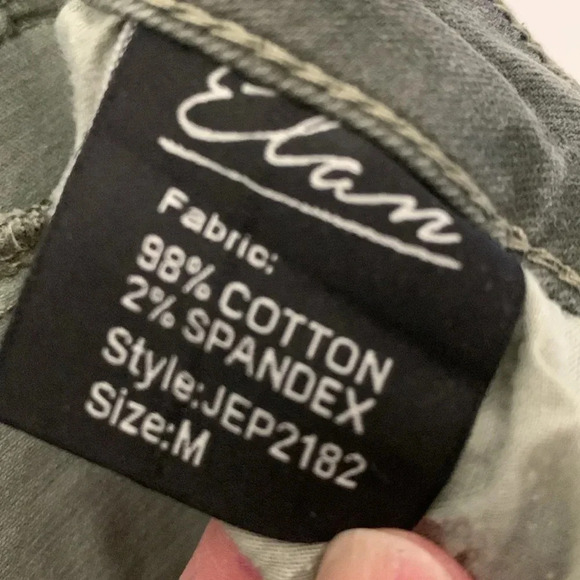 Elan
Fabric:
98% COTTON
2% SPANDEX
Style:JEP2182
Size:M